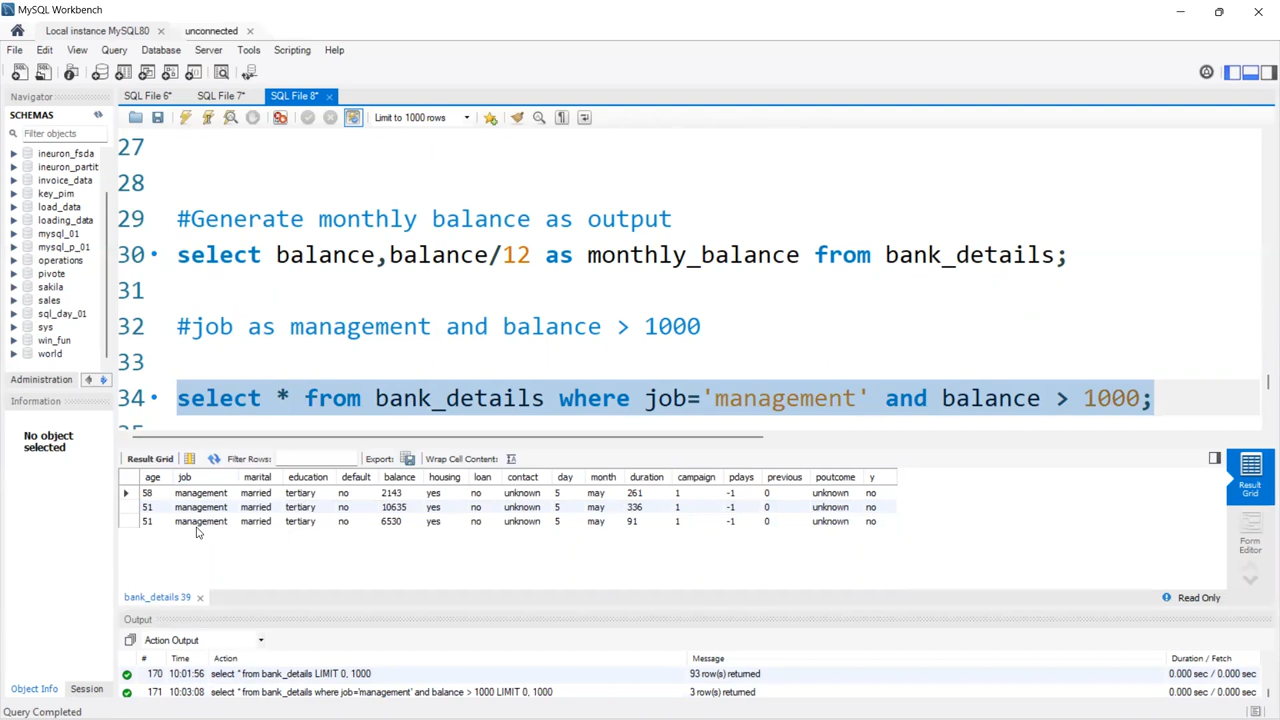 MySQL Workbench
Local instance MySQL80 unconnected
File Edit View Query Database Server Tools Scripting Help
Navigator SQL File 6* SQL File 7* SQL File 8*
SCHEMAS
Filter objects
Limit to 1000 rows
ineuron_fsda
ineuron_partit
invoice_data
key_pim
load_data
loading_data
mysql_01
mysql_p_01
operations
pivote
sakila
sales
sql_day_01
sys
win_fun
world
Administration
Information
No object
selected
27
28
29 #Generate monthly balance as output
30 select balance,balance/12 as monthly_balance from bank_details;
31
32 #job as management and balance > 1000
33
34 select * from bank_details where job='management' and balance > 1000;
Result Grid Filter Rows: Export: Wrap Cell Contents:
age job marital education default balance housing loan contact day month duration campaign pdays previous poutcome y
58 management married tertiary no 2143 yes no unknown 5 may 261 1 -1 0 unknown no
51 management married tertiary no 10635 yes no unknown 5 may 336 1 -1 0 unknown no
51 management married tertiary no 6530 yes no unknown 5 may 91 1 -1 0 unknown no
Result
Grid
Form
Editor
bank_details 39 Read Only
Output
Action Output
# Time Action Message Duration / Fetch
170 10:01:56 select * from bank_details LIMIT 0, 1000 93 row(s) returned 0.000 sec / 0.000 sec
171 10:03:08 select * from bank_details where job='management' and balance > 1000 LIMIT 0, 1000 3 row(s) returned 0.000 sec / 0.000 sec
Object Info Session
Query Completed